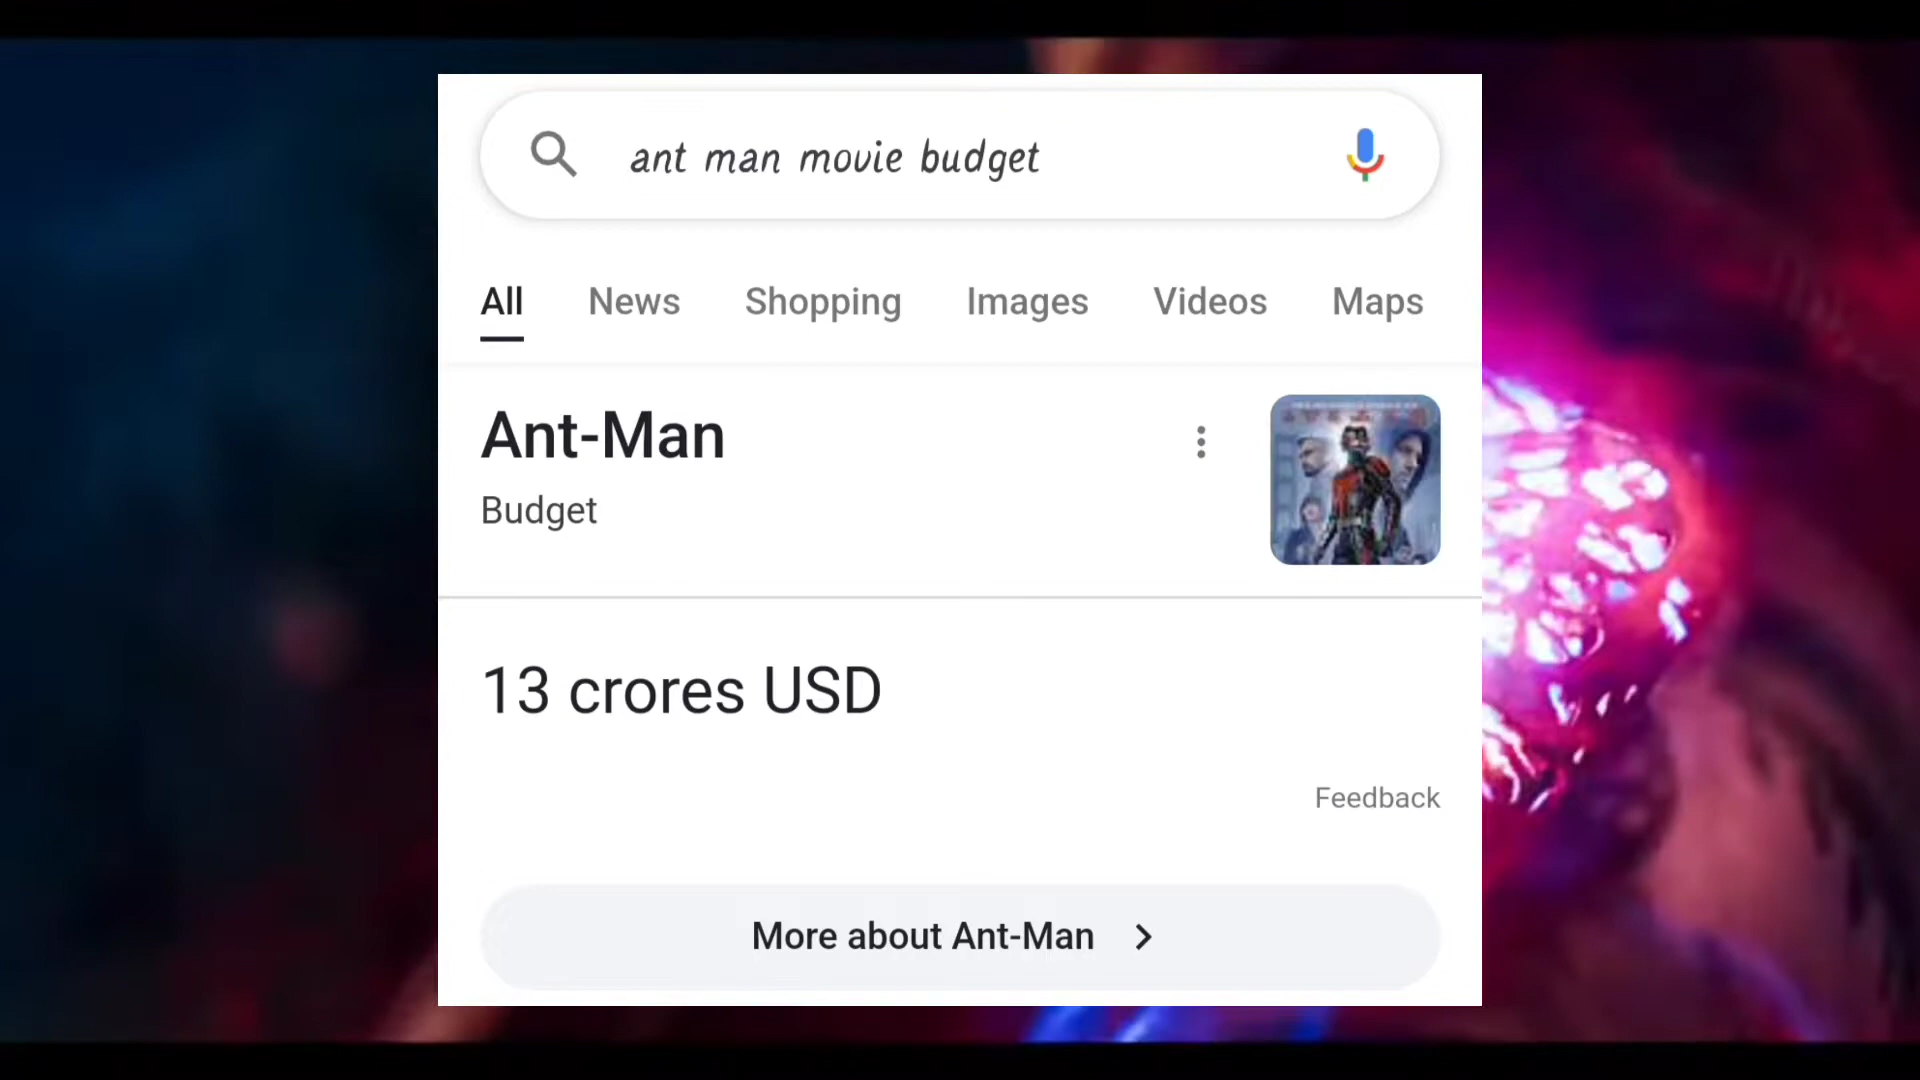 ant man movie budget
All News Shopping Images Videos Maps
Ant-Man
Budget
13 crores USD
Feedback
More about Ant-Man